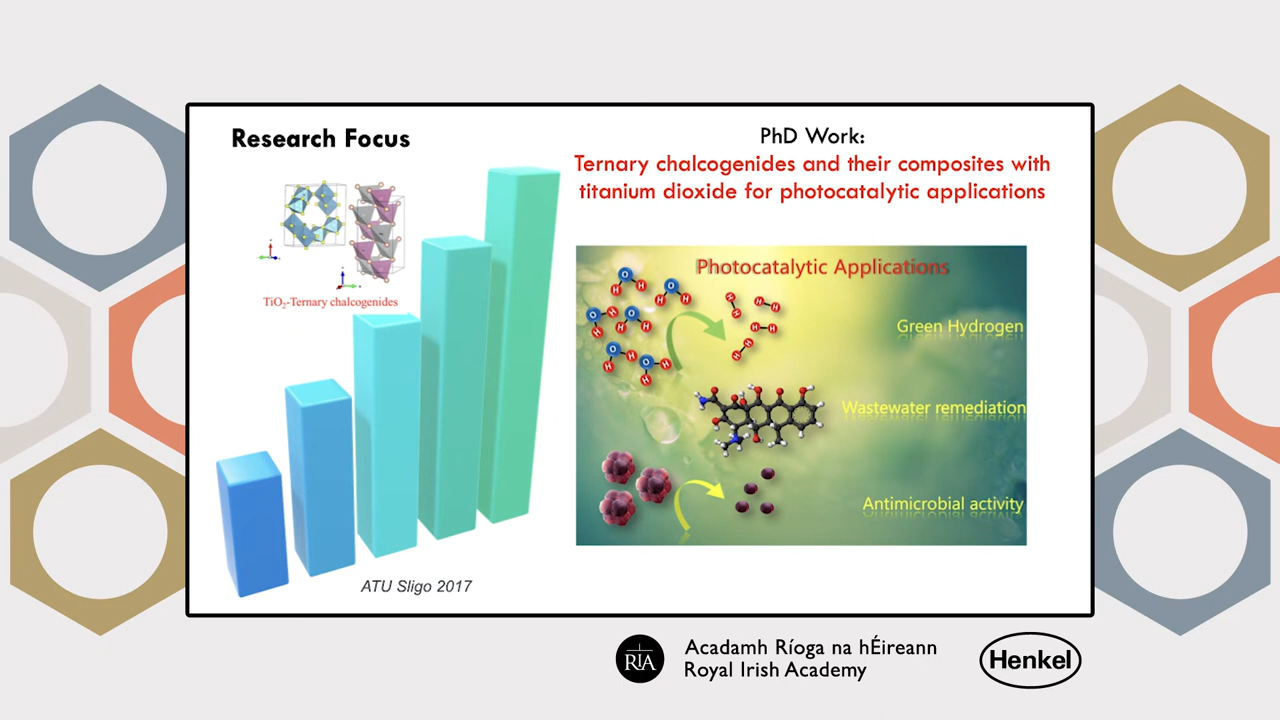 Research Focus
PhD Work:
Ternary chalcogenides and their composites with
titanium dioxide for photocatalytic applications
TiO₂-Ternary chalcogenides
ATU Sligo 2017
Photocatalytic Applications
Green Hydrogen
Wastewater remediation
Antimicrobial activity
RIA
Acadamh Ríoga na hÉireann
Royal Irish Academy
Henkel